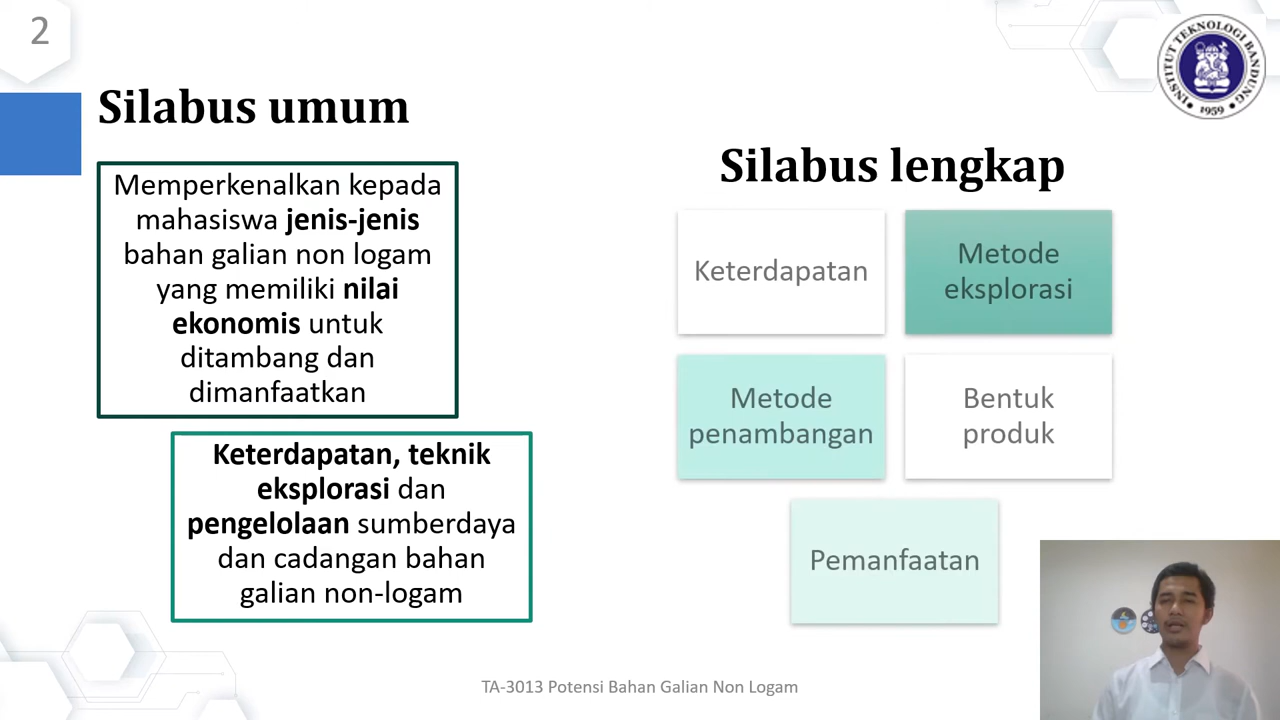 2
INSTITUT TEKNOLOGI BANDUNG
1959
Silabus umum
Memperkenalkan kepada
mahasiswa jenis-jenis
bahan galian non logam
yang memiliki nilai
ekonomis untuk
ditambang dan
dimanfaatkan
Keterdapatan, teknik
eksplorasi dan
pengelolaan sumberdaya
dan cadangan bahan
galian non-logam
Silabus lengkap
Keterdapatan
Metode
eksplorasi
Metode
penambangan
Bentuk
produk
Pemanfaatan
TA-3013 Potensi Bahan Galian Non Logam